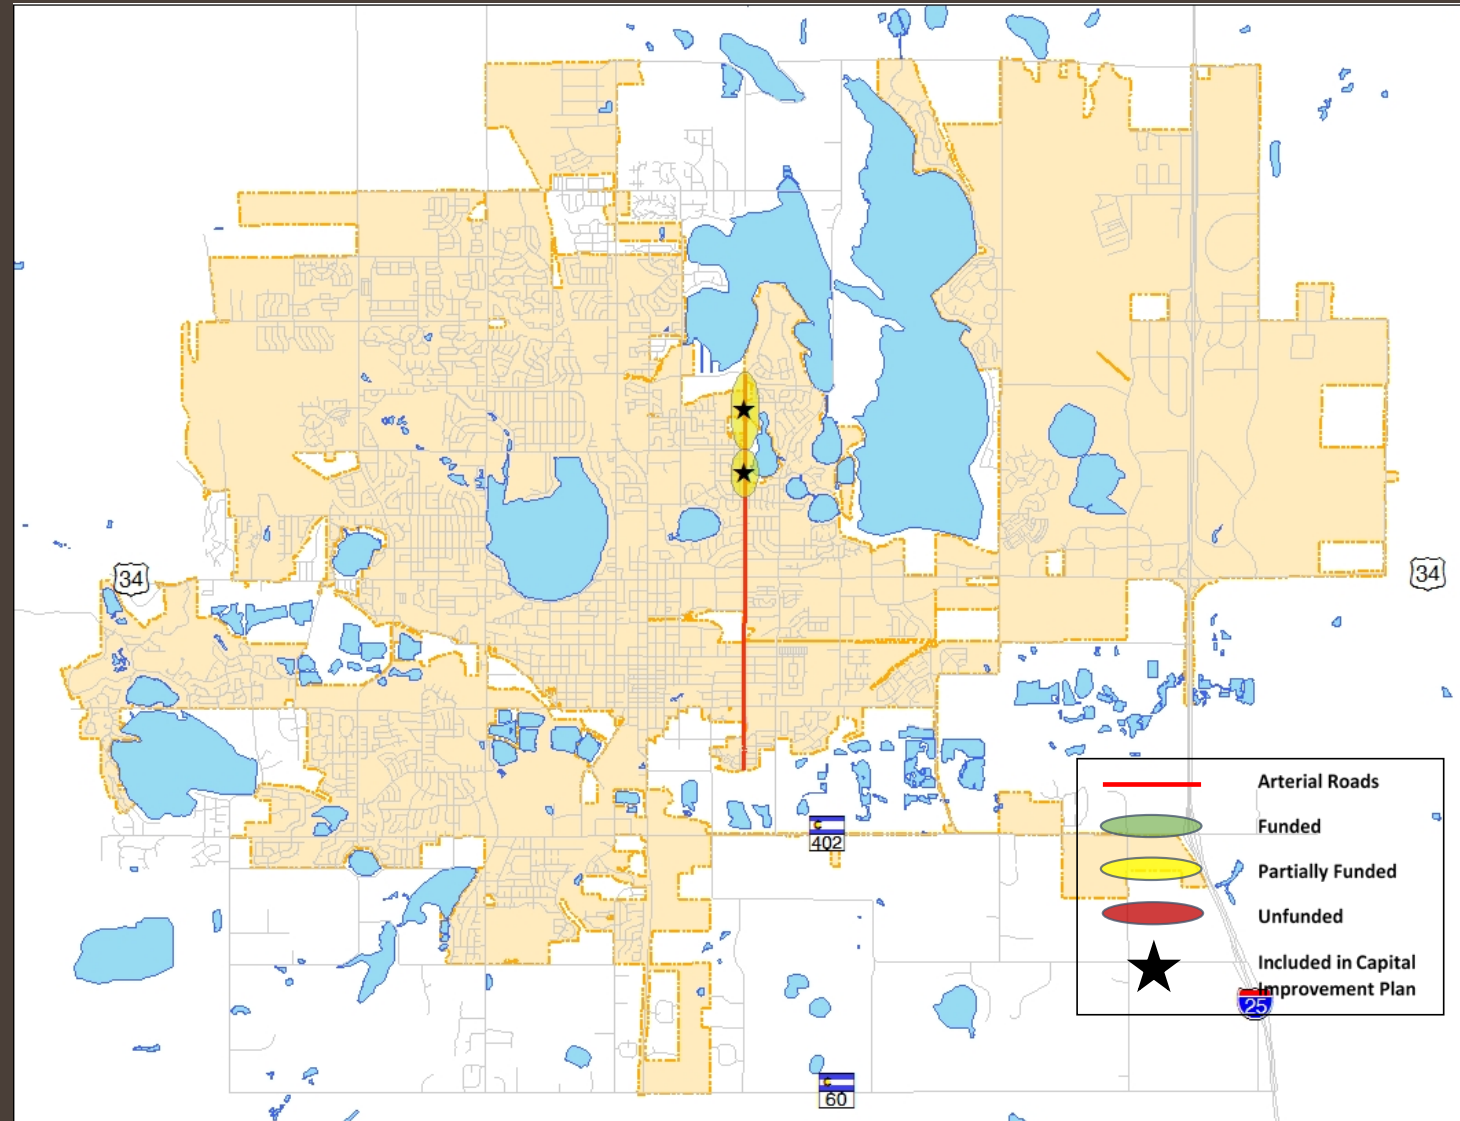 34
34
Arterial Roads
Funded
Partially Funded
Unfunded
Included in Capital
Improvement Plan
C
402
25
C
60